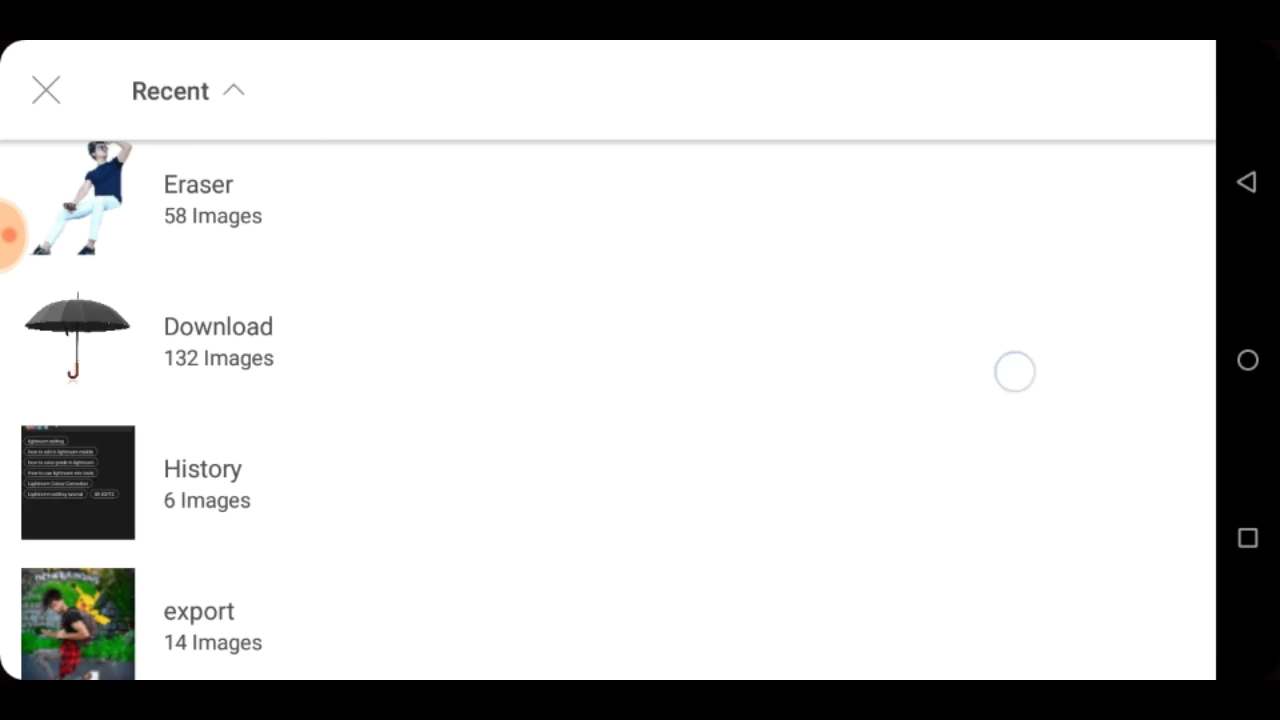 Recent
Eraser
58 Images
Download
132 Images
History
6 Images
export
14 Images